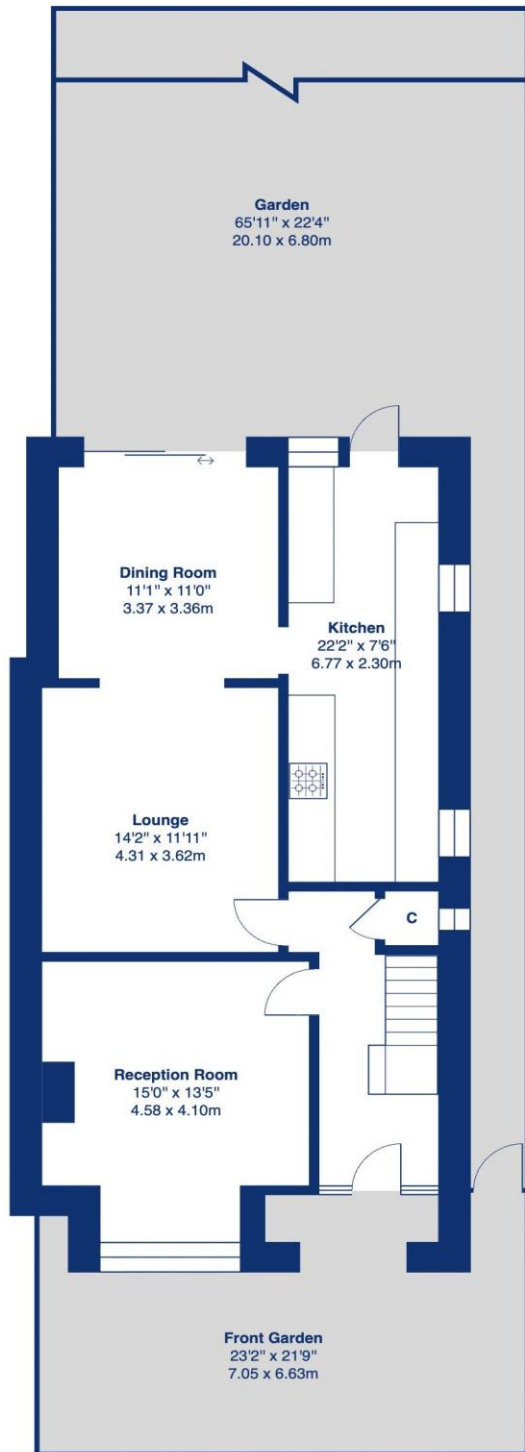 Garden
65'11" x 22'4"
20.10 x 6.80m
Dining Room
11'1" x 11'0"
3.37 x 3.36m
Kitchen
22'2" x 7'6"
6.77 x 2.30m
Lounge
14'2" x 11'11"
4.31 x 3.62m
C
Reception Room
15'0" x 13'5"
4.58 x 4.10m
Front Garden
23'2" x 21'9"
7.05 x 6.63m